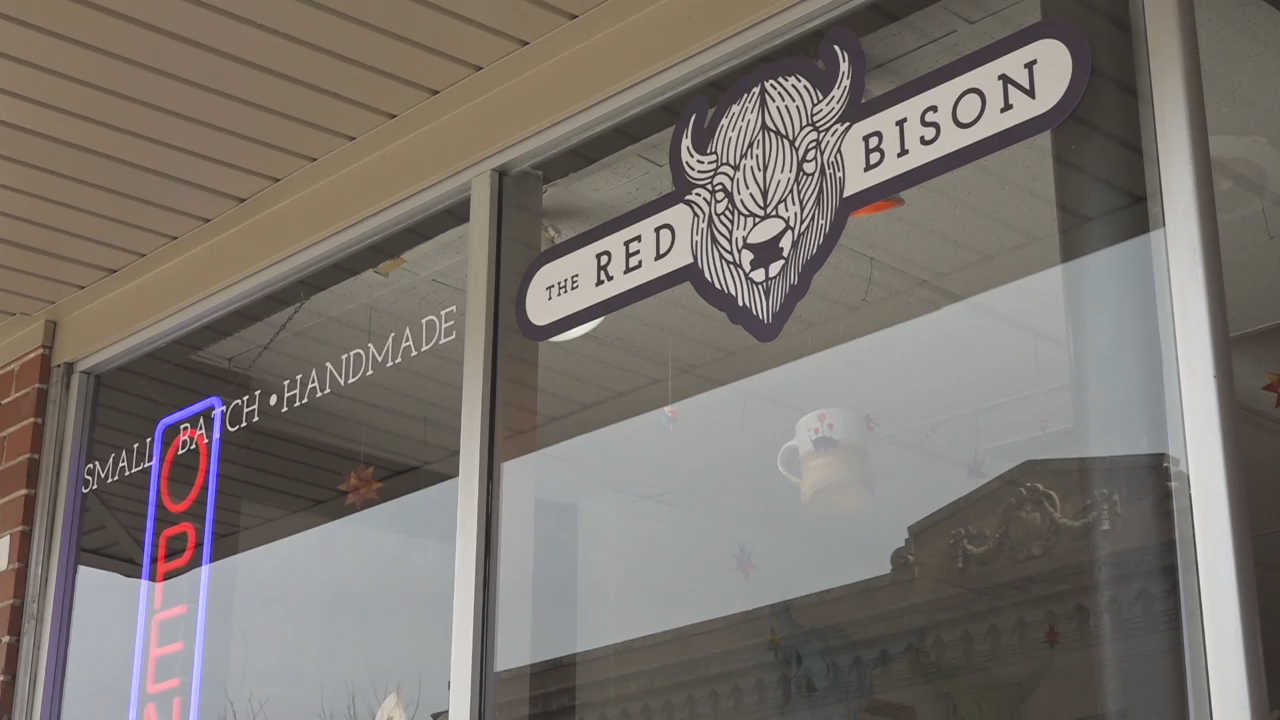 THE RED BISON
SMALL BATCH • HANDMADE
OPEN